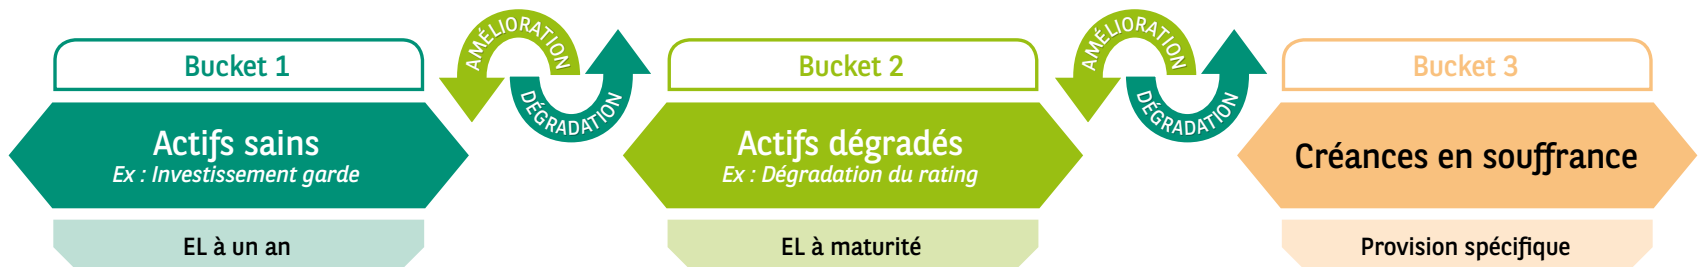 AMÉLIORATION
DÉGRADATION
AMÉLIORATION
DÉGRADATION
Bucket 1
Bucket 2
Bucket 3
Actifs sains
Ex : Investissement garde
Actifs dégradés
Ex : Dégradation du rating
Créances en souffrance
EL à un an
EL à maturité
Provision spécifique